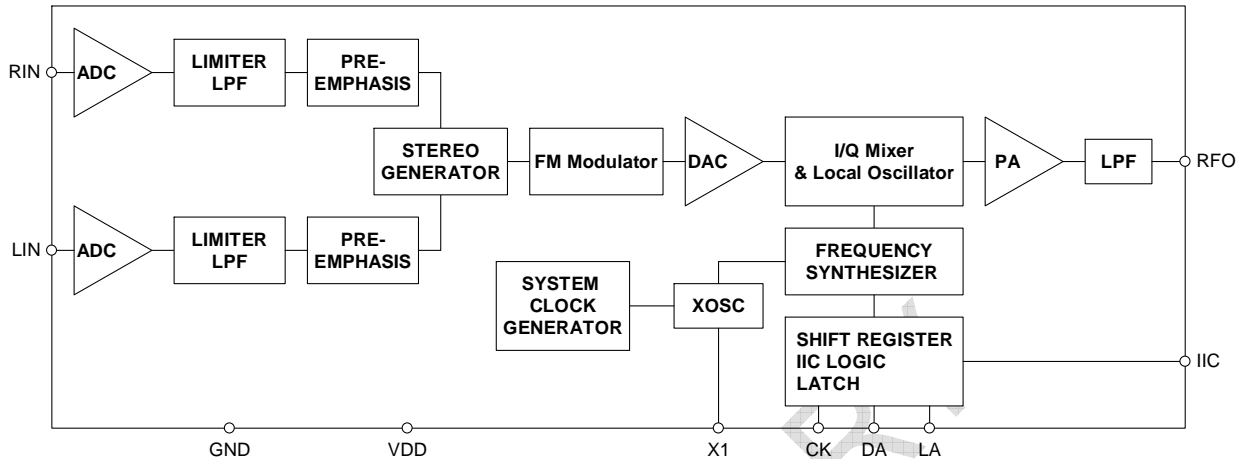 RIN
ADC
LIMITER
LPF
PRE-
EMPHASIS
STEREO
GENERATOR
FM Modulator
DAC
I/Q Mixer
& Local Oscillator
PA
LPF
RFO
LIN
ADC
LIMITER
LPF
PRE-
EMPHASIS
SYSTEM
CLOCK
GENERATOR
XOSC
FREQUENCY
SYNTHESIZER
SHIFT REGISTER
IIC LOGIC
LATCH
IIC
GND
VDD
X1
CK
DA
LA